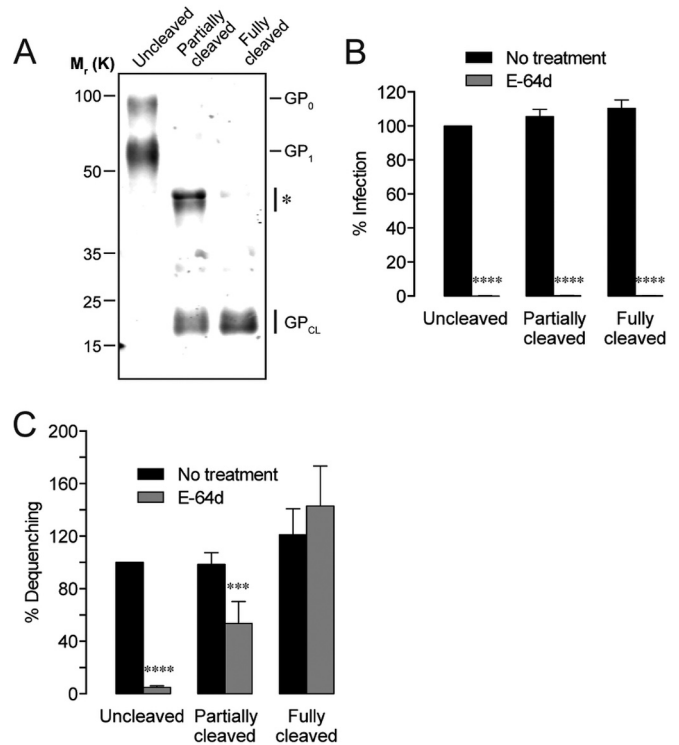 A
Uncleaved
Partially cleaved
Fully cleaved
Mr (K)
100
50
35
25
15
GP0
GP1
*
GPCL
B
No treatment
E-64d
% Infection
120
100
80
60
40
20
0
****
****
****
Uncleaved
Partially cleaved
Fully cleaved
C
No treatment
E-64d
% Dequenching
200
160
120
80
40
0
****
***
Uncleaved
Partially cleaved
Fully cleaved